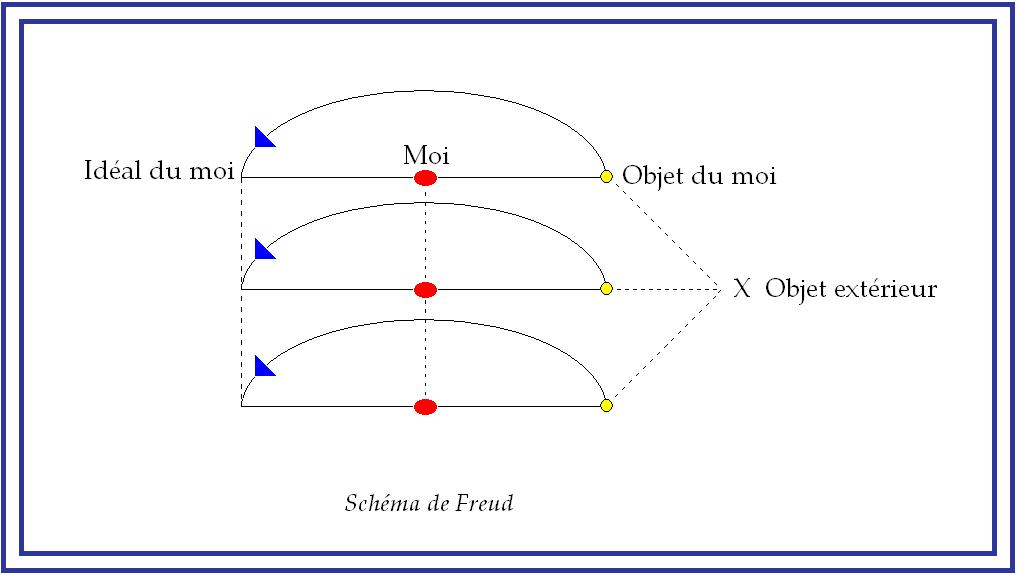 Moi
Idéal du moi
Objet du moi
X Objet extérieur
Schéma de Freud